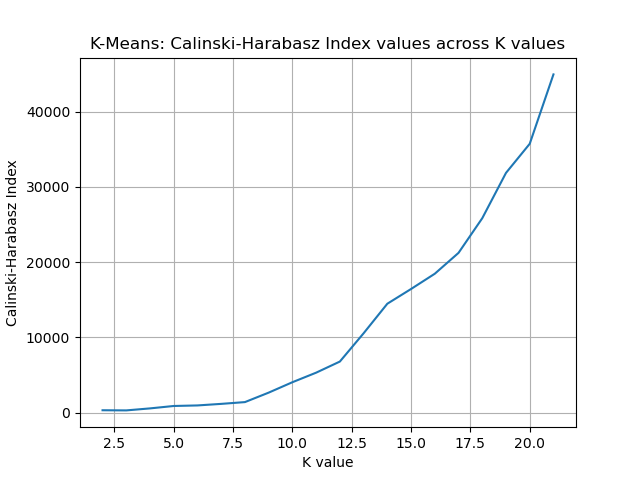 K-Means: Calinski-Harabasz Index values across K values
Calinski-Harabasz Index
40000
30000
20000
10000
0
2.5 5.0 7.5 10.0 12.5 15.0 17.5 20.0
K value